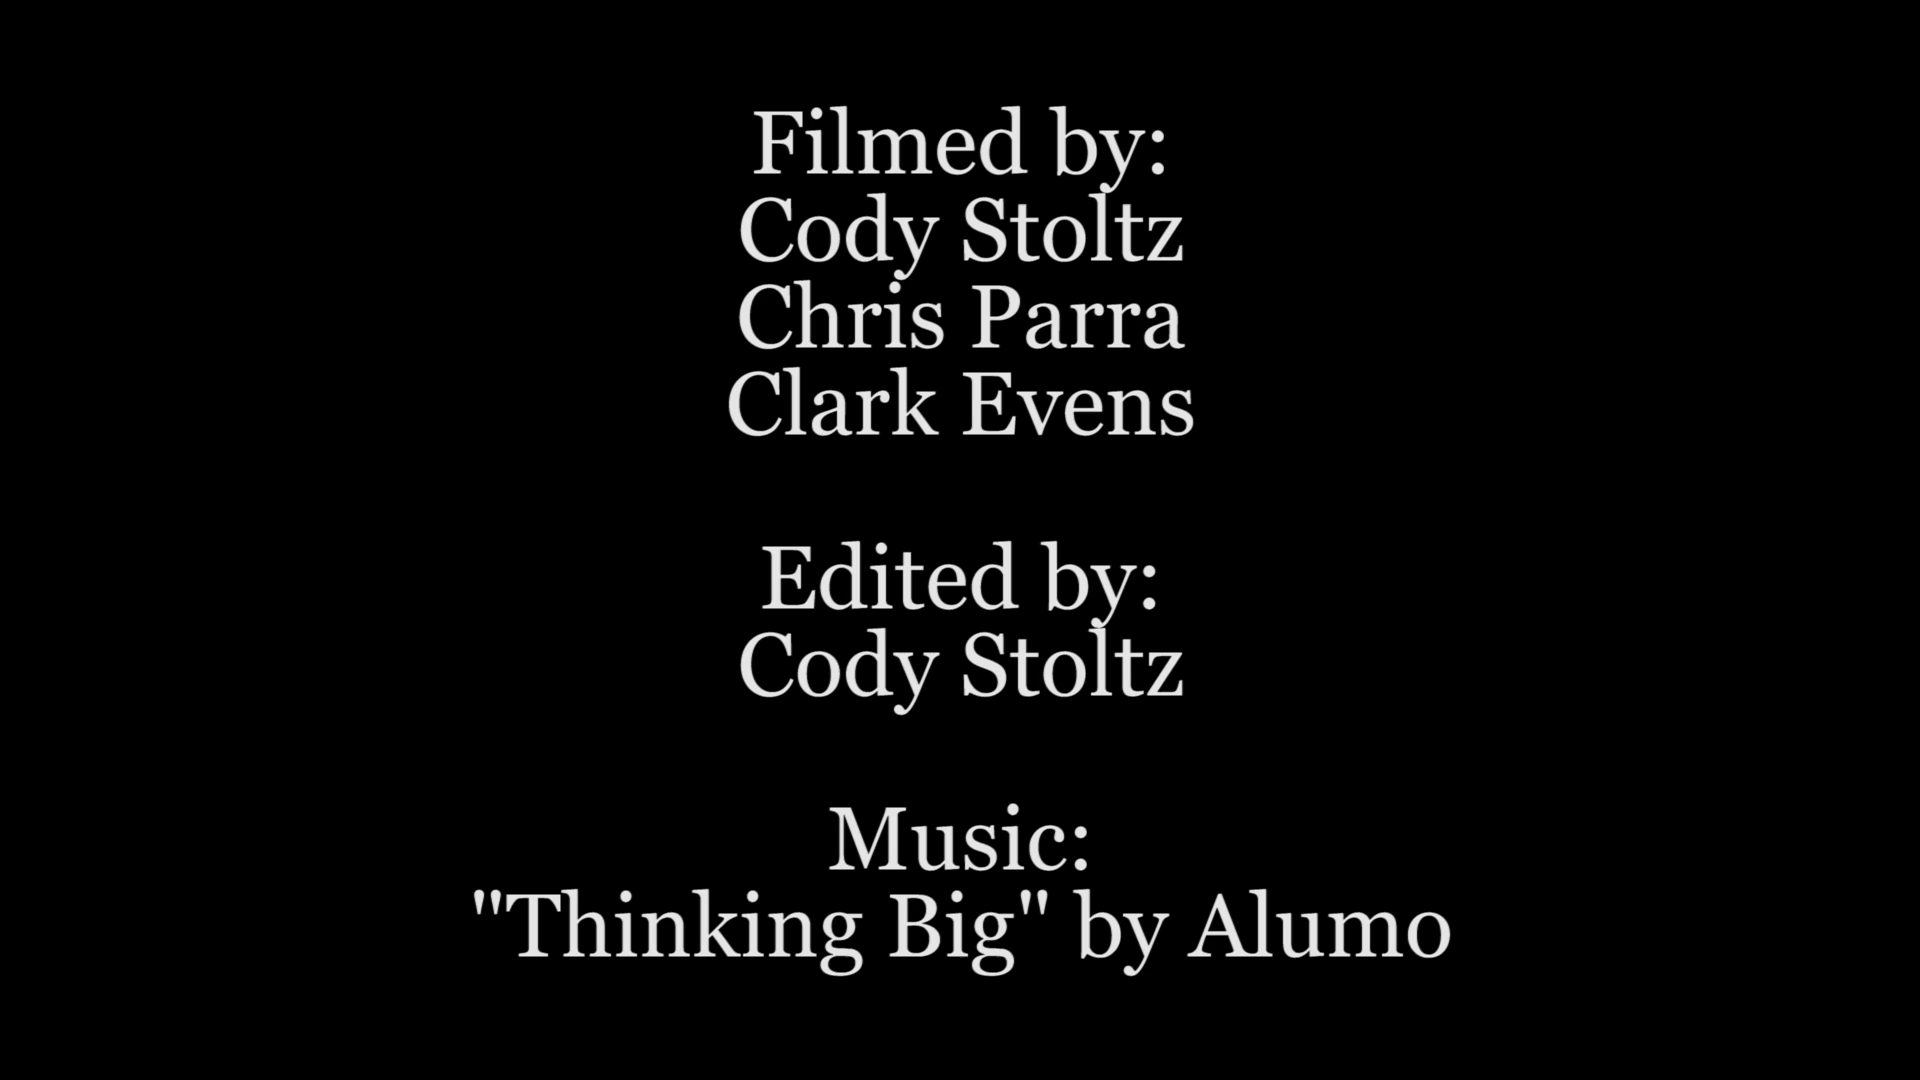 Filmed by:
Cody Stoltz
Chris Parra
Clark Evens
Edited by:
Cody Stoltz
Music:
"Thinking Big" by Alumo